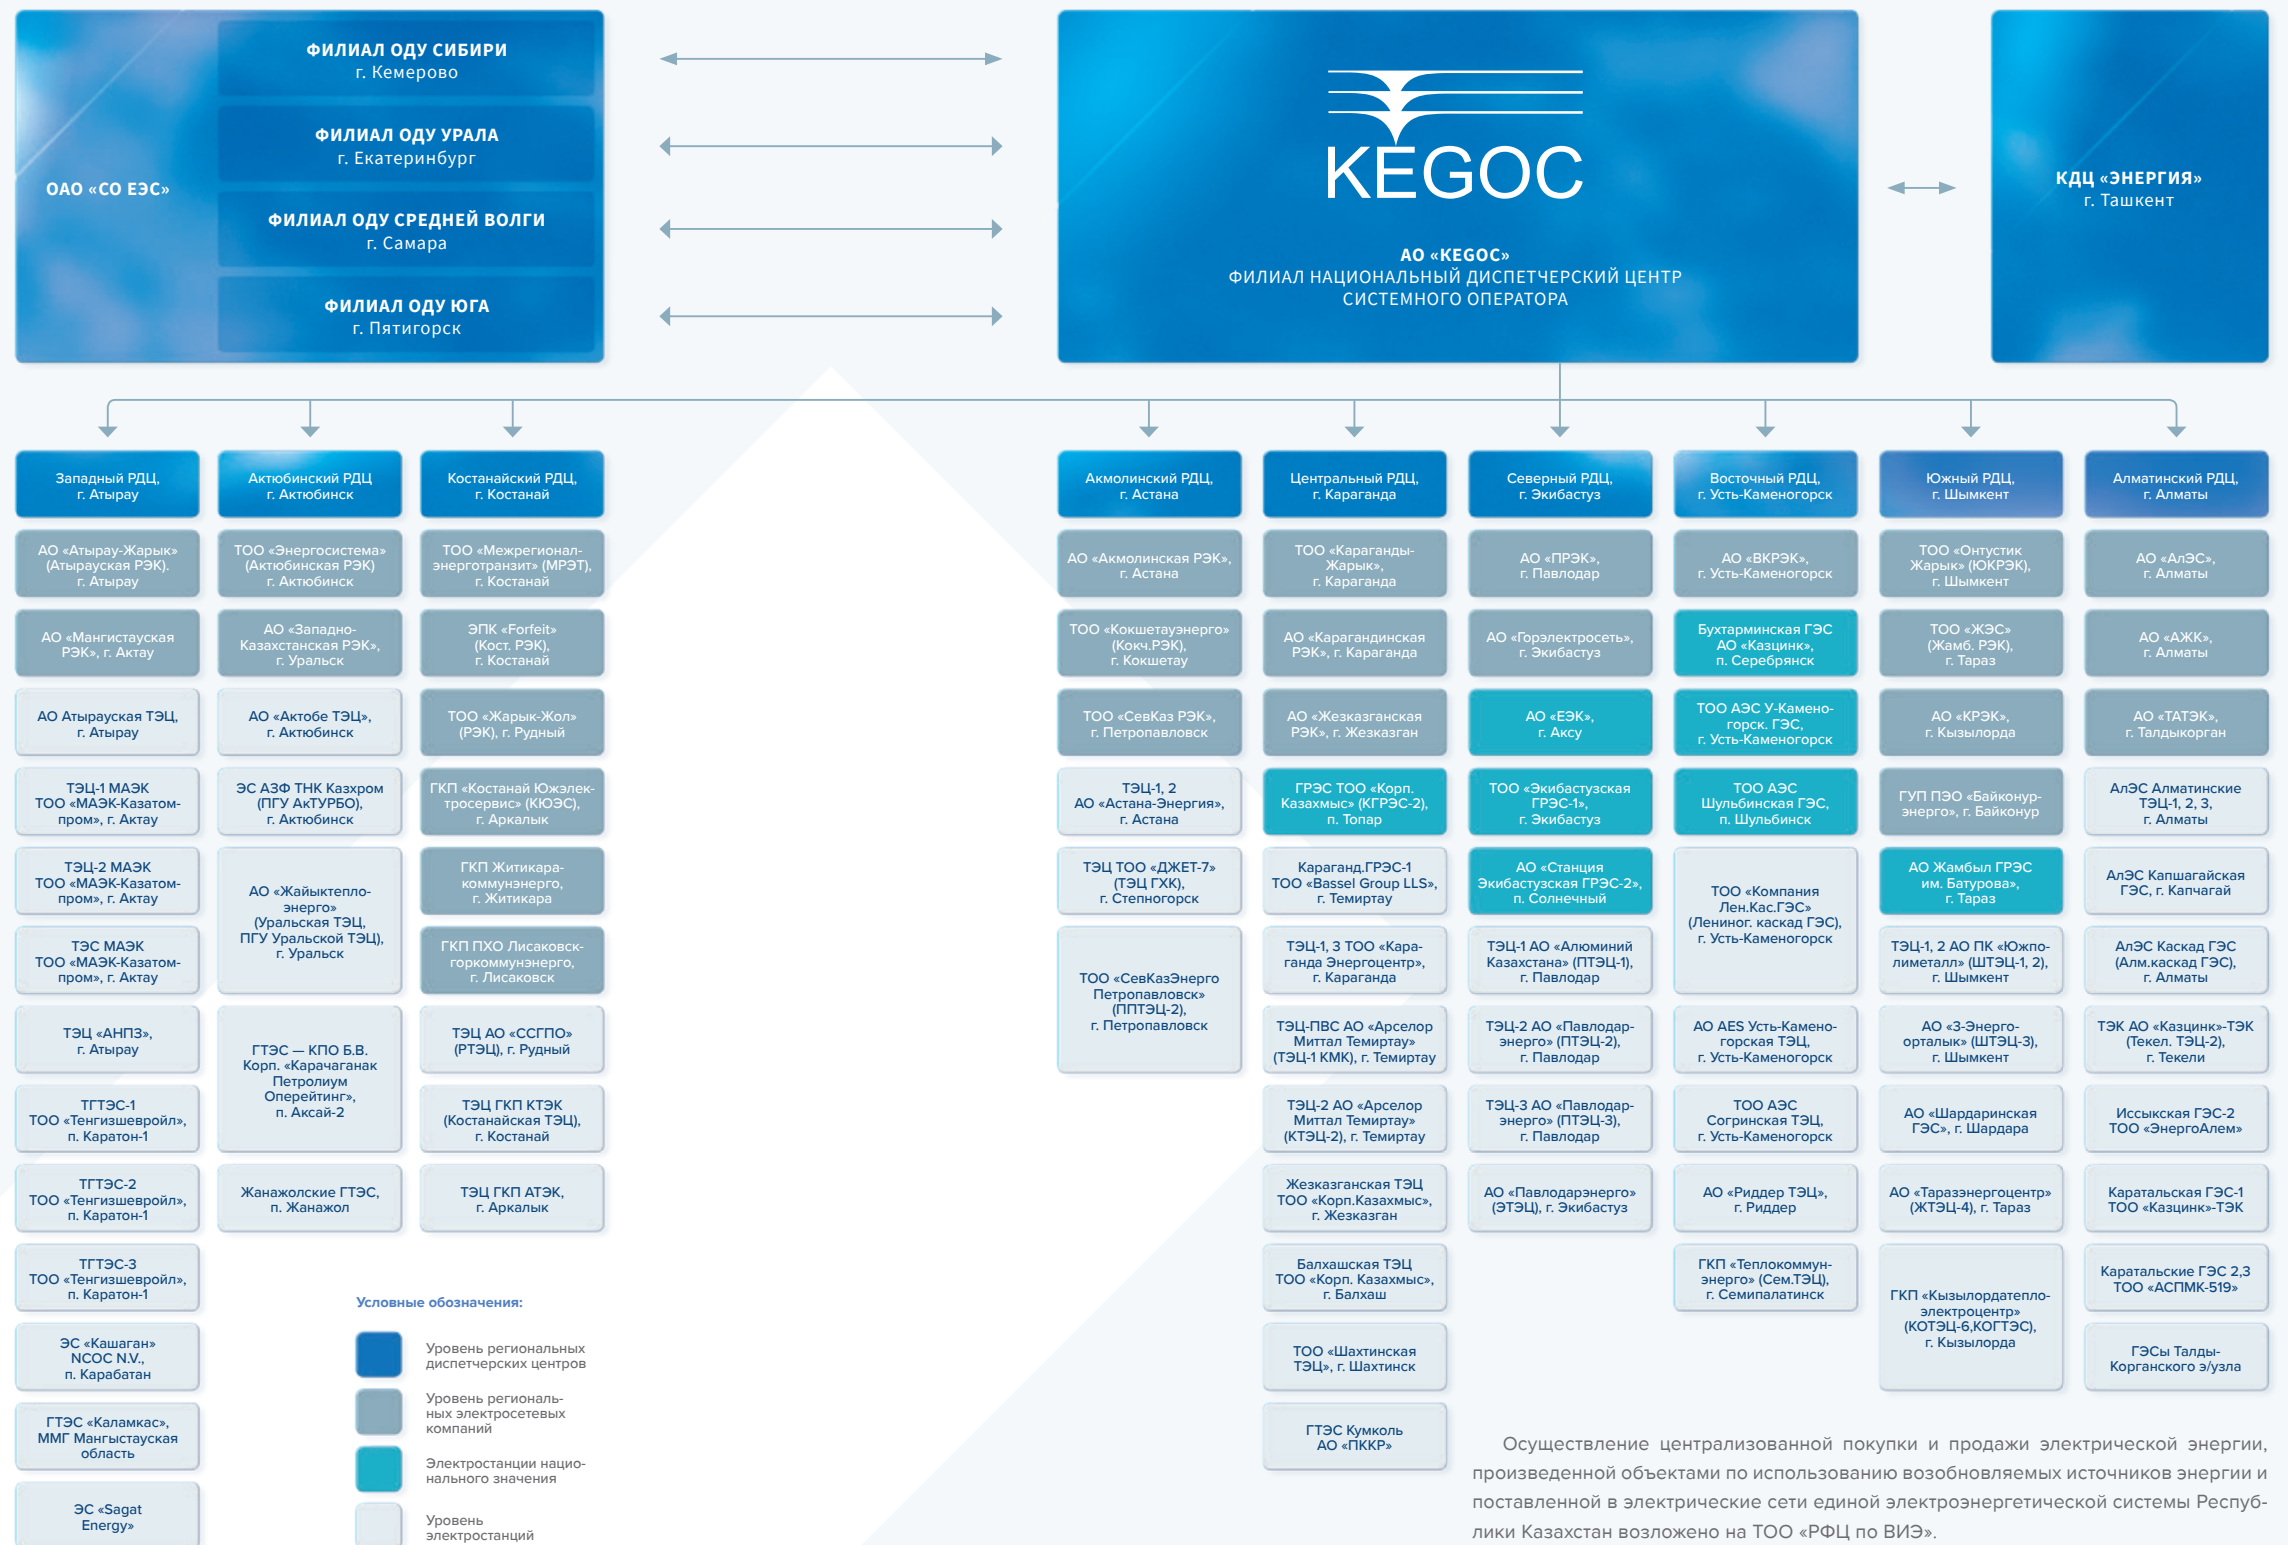 ОАО «СО ЕЭС»
ФИЛИАЛ ОДУ СИБИРИ
г. Кемерово
ФИЛИАЛ ОДУ УРАЛА
г. Екатеринбург
ФИЛИАЛ ОДУ СРЕДНЕЙ ВОЛГИ
г. Самара
ФИЛИАЛ ОДУ ЮГА
г. Пятигорск
KEGOC
АО «KEGOC»
ФИЛИАЛ НАЦИОНАЛЬНЫЙ ДИСПЕТЧЕРСКИЙ ЦЕНТР
СИСТЕМНОГО ОПЕРАТОРА
КДЦ «ЭНЕРГИЯ»
г. Ташкент
Западный РДЦ,
г. Атырау
АО «Атырау-Жарык»
(Атырауская РЭК).
г. Атырау
АО «Мангистауская
РЭК», г. Актау
АО Атырауская ТЭЦ,
г. Атырау
ТЭЦ-1 МАЭК
ТОО «МАЭК-Казатом-
пром», г. Актау
ТЭЦ-2 МАЭК
ТОО «МАЭК-Казатом-
пром», г. Актау
ТЭС МАЭК
ТОО «МАЭК-Казатом-
пром», г. Актау
ТЭЦ «АНПЗ»,
г. Атырау
ТГТЭС-1
ТОО «Тенгизшевройл»,
п. Каратон-1
ТГТЭС-2
ТОО «Тенгизшевройл»,
п. Каратон-1
ТГТЭС-3
ТОО «Тенгизшевройл»,
п. Каратон-1
ЭС «Кашаган»
NCOC N.V.,
п. Карабатан
ГТЭС «Каламкас»,
ММГ Мангыстауская
область
ЭС «Sagat
Energy»
Актюбинский РДЦ
г. Актюбинск
ТОО «Энергосистема»
(Актюбинская РЭК)
г. Актюбинск
АО «Западно-
Казахстанская РЭК»,
г. Уральск
АО «Актобе ТЭЦ»,
г. Актюбинск
ЭС АЗФ ТНК Казхром
(ПГУ АкТУРБО),
г. Актюбинск
АО «Жайыктепло-
энерго»
(Уральская ТЭЦ,
ПГУ Уральской ТЭЦ),
г. Уральск
ГТЭС — КПО Б.В.
Корп. «Карачаганак
Петролиум
Оперейтинг»,
п. Аксай-2
Жанажолские ГТЭС,
п. Жанажол
Костанайский РДЦ,
г. Костанай
ТОО «Межрегионал-
энерготранзит» (МРЭТ),
г. Костанай
ЭПК «Forfeit»
(Кост. РЭК),
г. Костанай
ТОО «Жарык-Жол»
(РЭК), г. Рудный
ГКП «Костанай Южэлек-
тросервис» (КЮЭС),
г. Аркалык
ГКП Житикара-
коммунэнерго,
г. Житикара
ГКП ПХО Лисаковск-
горкоммунэнерго,
г. Лисаковск
ТЭЦ АО «ССГПО»
(РТЭЦ), г. Рудный
ТЭЦ ГКП КТЭК
(Костанайская ТЭЦ),
г. Костанай
ТЭЦ ГКП АТЭК,
г. Аркалык
Условные обозначения:
Уровень региональных
диспетчерских центров
Уровень региональ-
ных электросетевых
компаний
Электростанции нацио-
нального значения
Уровень
электростанций
Акмолинский РДЦ,
г. Астана
АО «Акмолинская РЭК»,
г. Астана
ТОО «Кокшетауэнерго»
(Кокч.РЭК),
г. Кокшетау
ТОО «СевКаз РЭК»,
г. Петропавловск
ТЭЦ-1, 2
АО «Астана-Энергия»,
г. Астана
ТЭЦ ТОО «ДЖЕТ-7»
(ТЭЦ ГХК),
г. Степногорск
ТОО «СевКазЭнерго
Петропавловск»
(ППТЭЦ-2),
г. Петропавловск
Центральный РДЦ,
г. Караганда
ТОО «Караганды-
Жарык»,
г. Караганда
АО «Карагандинская
РЭК», г. Караганда
АО «Жезказганская
РЭК», г. Жезказган
ГРЭС ТОО «Корп.
Казахмыс» (КГРЭС-2),
п. Топар
Караганд.ГРЭС-1
ТОО «Bassel Group LLS»,
г. Темиртау
ТЭЦ-1, 3 ТОО «Кара-
ганда Энергоцентр»,
г. Караганда
ТЭЦ-ПВС АО «Арселор
Миттал Темиртау»
(ТЭЦ-1 КМК), г. Темиртау
ТЭЦ-2 АО «Арселор
Миттал Темиртау»
(КТЭЦ-2), г. Темиртау
Жезказганская ТЭЦ
ТОО «Корп.Казахмыс»,
г. Жезказган
Балхашская ТЭЦ
ТОО «Корп. Казахмыс»,
г. Балхаш
ТОО «Шахтинская
ТЭЦ», г. Шахтинск
ГТЭС Кумколь
АО «ПККР»
Северный РДЦ,
г. Экибастуз
АО «ПРЭК»,
г. Павлодар
АО «Горэлектросеть»,
г. Экибастуз
АО «ЕЭК»,
г. Аксу
ТОО «Экибастузская
ГРЭС-1»,
г. Экибастуз
АО «Станция
Экибастузская ГРЭС-2»,
п. Солнечный
ТЭЦ-1 АО «Алюминий
Казахстана» (ПТЭЦ-1),
г. Павлодар
ТЭЦ-2 АО «Павлодар-
энерго» (ПТЭЦ-2),
г. Павлодар
ТЭЦ-3 АО «Павлодар-
энерго» (ПТЭЦ-3),
г. Павлодар
АО «Павлодарэнерго»
(ЭТЭЦ), г. Экибастуз
Восточный РДЦ,
г. Усть-Каменогорск
АО «ВКРЭК»,
г. Усть-Каменогорск
Бухтарминская ГЭС
АО «Казцинк»,
п. Серебрянск
ТОО АЭС У-Камено-
горск. ГЭС,
г. Усть-Каменогорск
ТОО АЭС
Шульбинская ГЭС,
п. Шульбинск
ТОО «Компания
Лен.Кас.ГЭС»
(Лениног. каскад ГЭС),
г. Усть-Каменогорск
АО AES Усть-Камено-
горская ТЭЦ,
г. Усть-Каменогорск
ТОО АЭС
Согринская ТЭЦ,
г. Усть-Каменогорск
АО «Риддер ТЭЦ»,
г. Риддер
ГКП «Теплокоммун-
энерго» (Сем.ТЭЦ),
г. Семипалатинск
Южный РДЦ,
г. Шымкент
ТОО «Онтустик
Жарык» (ЮКРЭК),
г. Шымкент
ТОО «ЖЭС»
(Жамб. РЭК),
г. Тараз
АО «КРЭК»,
г. Кызылорда
ГУП ПЭО «Байконур-
энерго», г. Байконур
АО Жамбыл ГРЭС
им. Батурова»,
г. Тараз
ТЭЦ-1, 2 АО ПК «Южпо-
лиметалл» (ШТЭЦ-1, 2),
г. Шымкент
АО «3-Энерго-
орталык» (ШТЭЦ-3),
г. Шымкент
АО «Шардаринская
ГЭС», г. Шардара
АО «Таразэнергоцентр»
(ЖТЭЦ-4), г. Тараз
ГКП «Кызылордатепло-
электроцентр»
(КОТЭЦ-6,КОГТЭС),
г. Кызылорда
Алматинский РДЦ,
г. Алматы
АО «АлЭС»,
г. Алматы
АО «АЖК»,
г. Алматы
АО «ТАТЭК»,
г. Талдыкорган
АлЭС Алматинские
ТЭЦ-1, 2, 3,
г. Алматы
АлЭС Капшагайская
ГЭС, г. Капчагай
АлЭС Каскад ГЭС
(Алм.каскад ГЭС),
г. Алматы
ТЭК АО «Казцинк»-ТЭК
(Текел. ТЭЦ-2),
г. Текели
Иссыкская ГЭС-2
ТОО «ЭнергоАлем»
Каратальская ГЭС-1
ТОО «Казцинк»-ТЭК
Каратальские ГЭС 2,3
ТОО «АСПМК-519»
ГЭСы Талды-
Корганского э/узла
Осуществление централизованной покупки и продажи электрической энергии,
произведенной объектами по использованию возобновляемых источников энергии и
поставленной в электрические сети единой электроэнергетической системы Респуб-
лики Казахстан возложено на ТОО «РФЦ по ВИЭ».